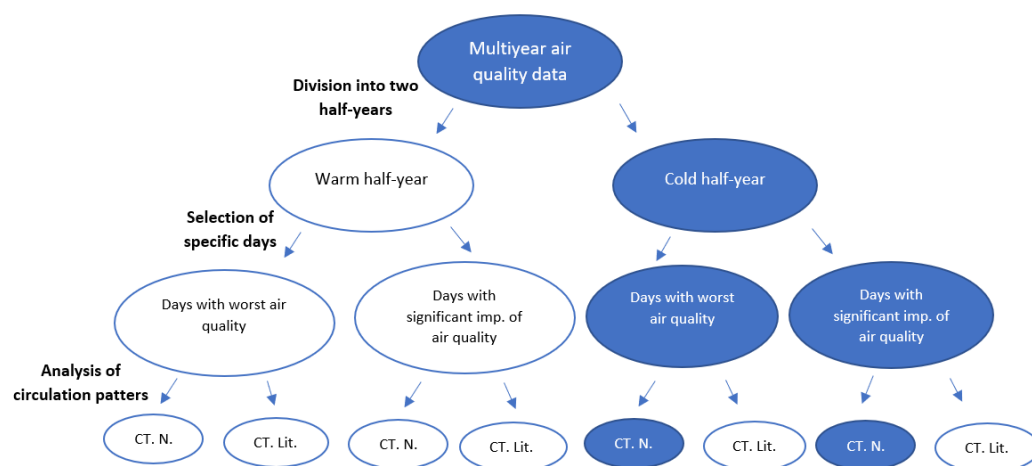 Multiyear air
quality data
Division into two
half-years
Warm half-year
Cold half-year
Selection of
specific days
Days with worst air
quality
Days with
significant imp. of
air quality
Days with worst
air quality
Days with
significant imp. of
air quality
Analysis of
circulation patters
CT. N.
CT. Lit.
CT. N.
CT. Lit.
CT. N.
CT. Lit.
CT. N.
CT. Lit.